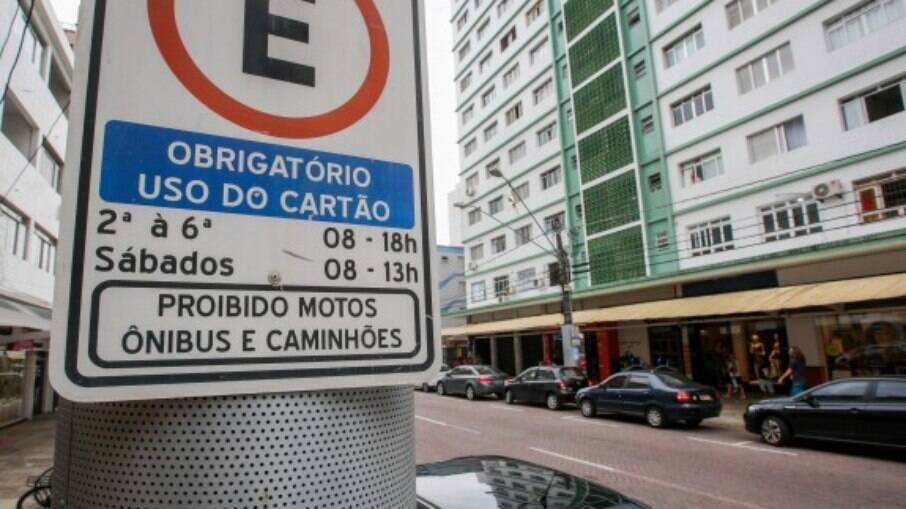 E
OBRIGATÓRIO
USO DO CARTÃO
2ª à 6ª 08 - 18h
Sábados 08 - 13h
PROIBIDO MOTOS
ÔNIBUS E CAMINHÕES